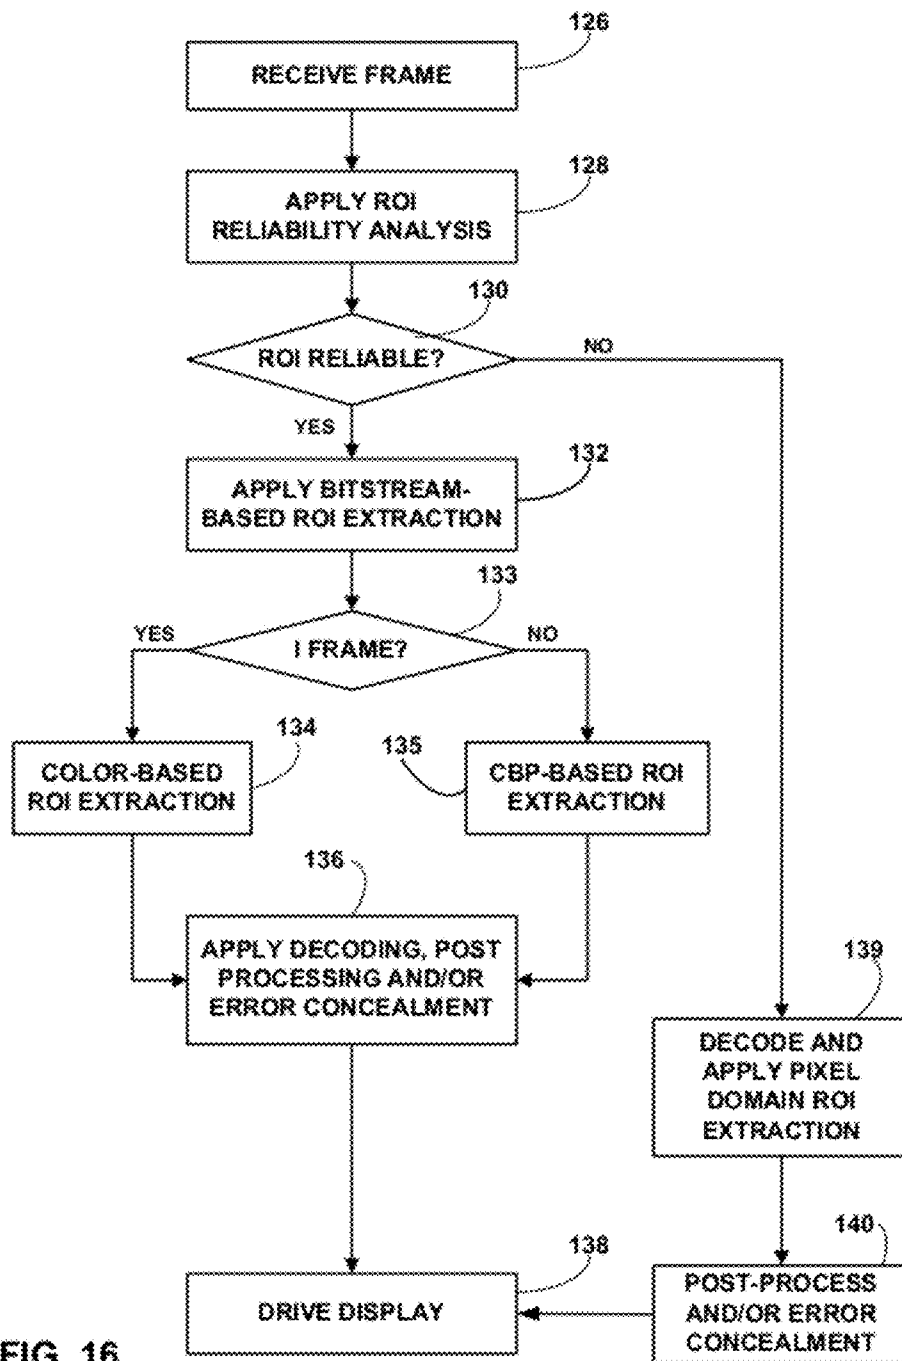 126
RECEIVE FRAME
128
APPLY ROI
RELIABILITY ANALYSIS
130
ROI RELIABLE?
NO
YES
132
APPLY BITSTREAM-
BASED ROI EXTRACTION
133
YES
I FRAME?
NO
134
COLOR-BASED
ROI EXTRACTION
135
CBP-BASED ROI
EXTRACTION
136
APPLY DECODING, POST
PROCESSING AND/OR
ERROR CONCEALMENT
139
DECODE AND
APPLY PIXEL
DOMAIN ROI
EXTRACTION
138
DRIVE DISPLAY
140
POST-PROCESS
AND/OR ERROR
CONCEALMENT
FIG. 16